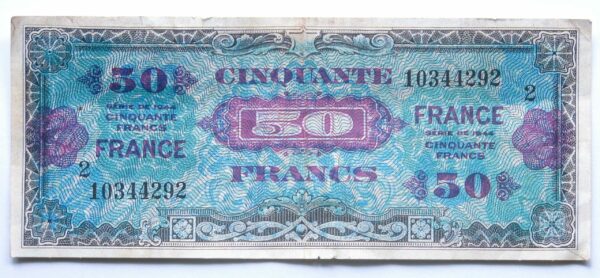 50
SÉRIE DE 1944
CINQUANTE
FRANCS
FRANCE
2
10344292
CINQUANTE
50
FRANCS
10344292
2
FRANCE
SÉRIE DE 1944
CINQUANTE
FRANCS
50